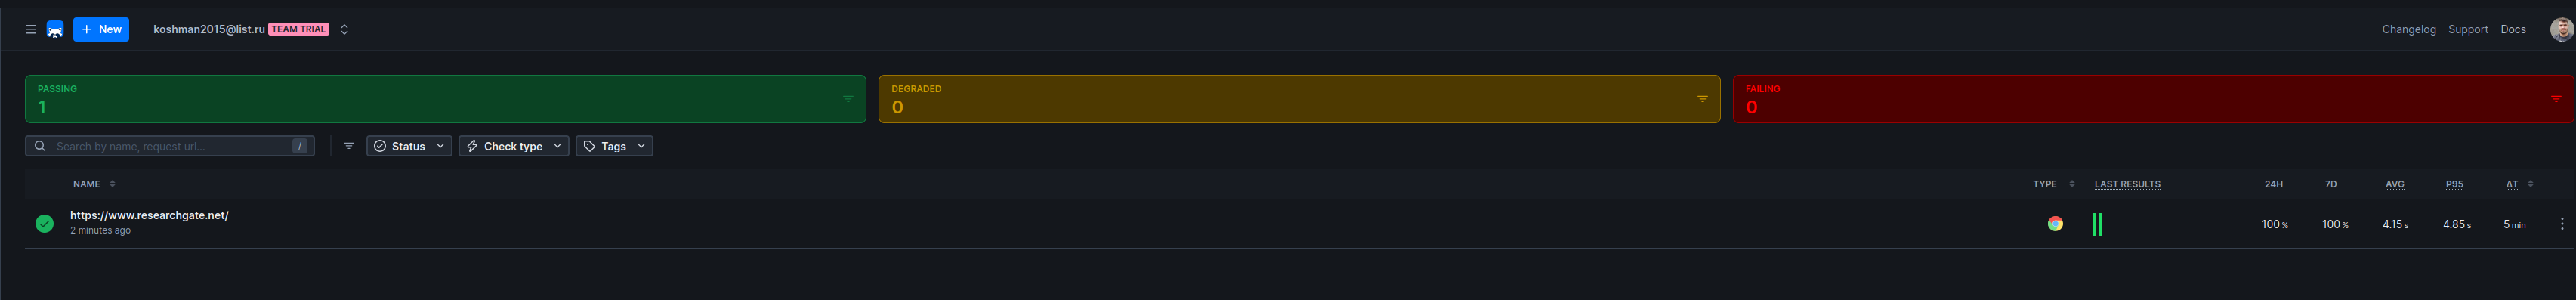 New koshman2015@list.ru TEAM TRIAL Changelog Support Docs
PASSING DEGRADED FAILING
1 0 0
Search by name, request url... / Status Check type Tags
NAME TYPE LAST RESULTS 24H 7D AVG P95 ΔT
https://www.researchgate.net/
2 minutes ago
100 % 100 % 4.15 s 4.85 s 5 min